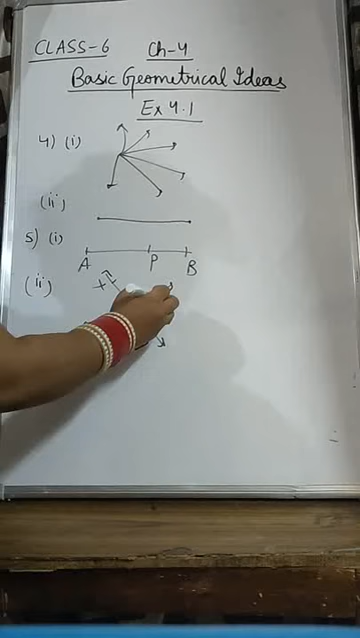 CLASS-6 Ch-4
Basic Geometrical Ideas
Ex 4.1
4) (i)
(ii)
5) (i)
A P B
(ii) X